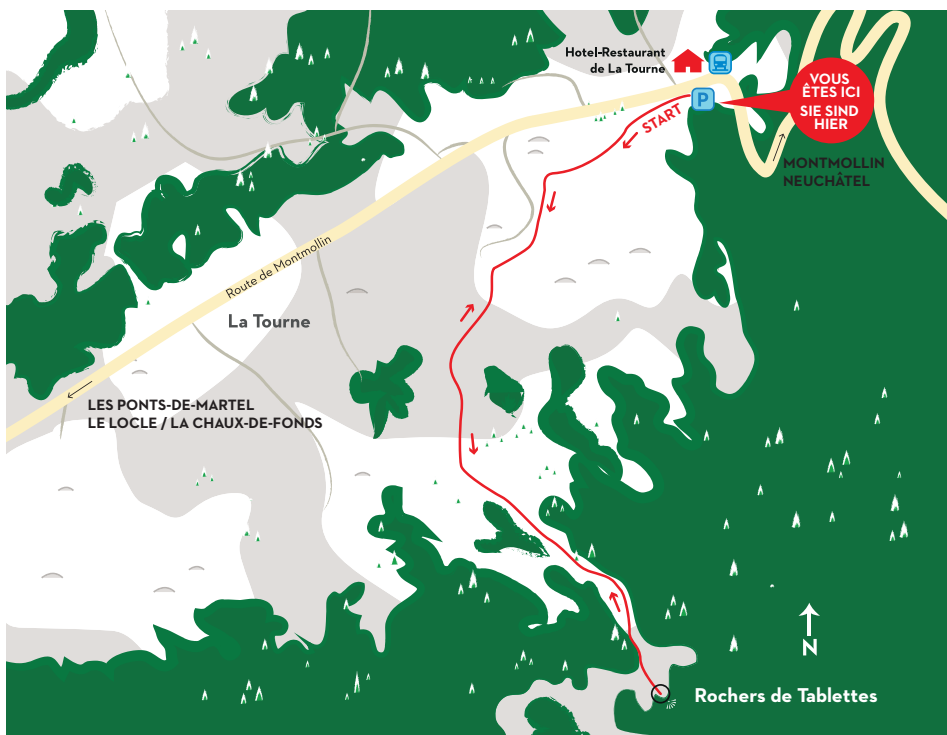 Hotel-Restaurant
de La Tourne
P
VOUS
ÊTES ICI
SIE SIND
HIER
START
MONTMOLLIN
NEUCHÂTEL
Route de Montmollin
La Tourne
LES PONTS-DE-MARTEL
LE LOCLE / LA CHAUX-DE-FONDS
N
Rochers de Tablettes